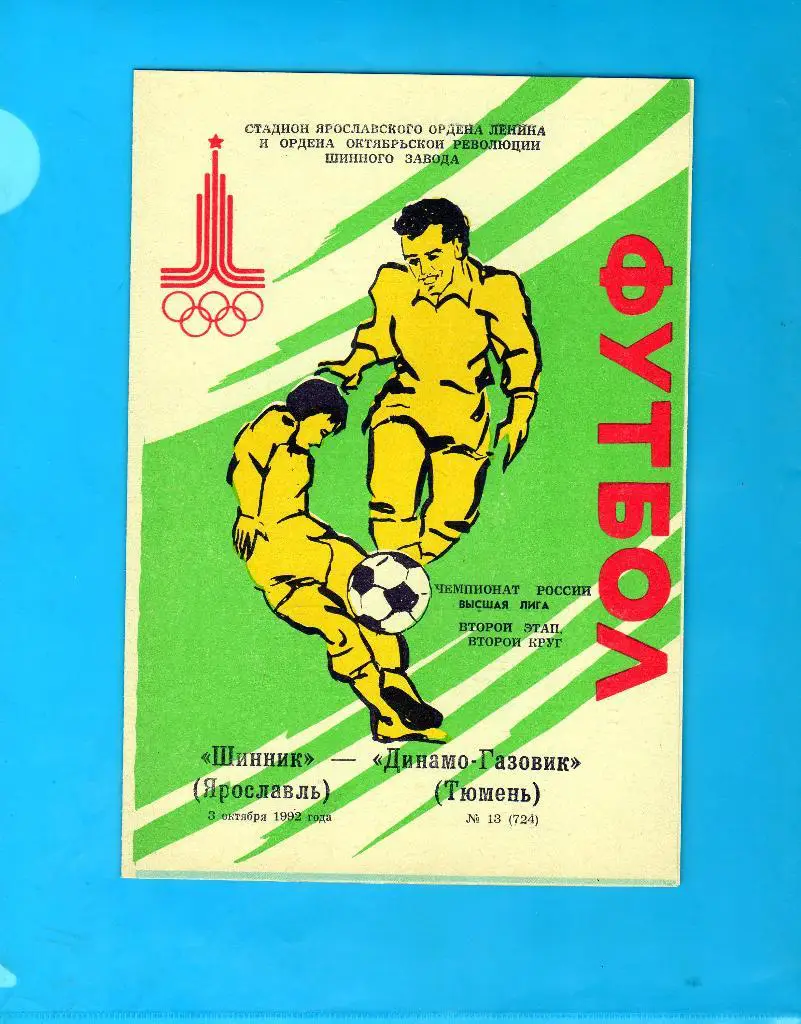 СТАДИОН ЯРОСЛАВСКОГО ОРДЕНА ЛЕНИНА
И ОРДЕНА ОКТЯБРЬСКОЙ РЕВОЛЮЦИИ
ШИННОГО ЗАВОДА
ФУТБОЛ
ЧЕМПИОНАТ РОССИИ
ВЫСШАЯ ЛИГА
ВТОРОЙ ЭТАП,
ВТОРОЙ КРУГ
«Шинник» — «Динамо-Газовик»
(Ярославль) (Тюмень)
3 октября 1992 года № 13 (724)